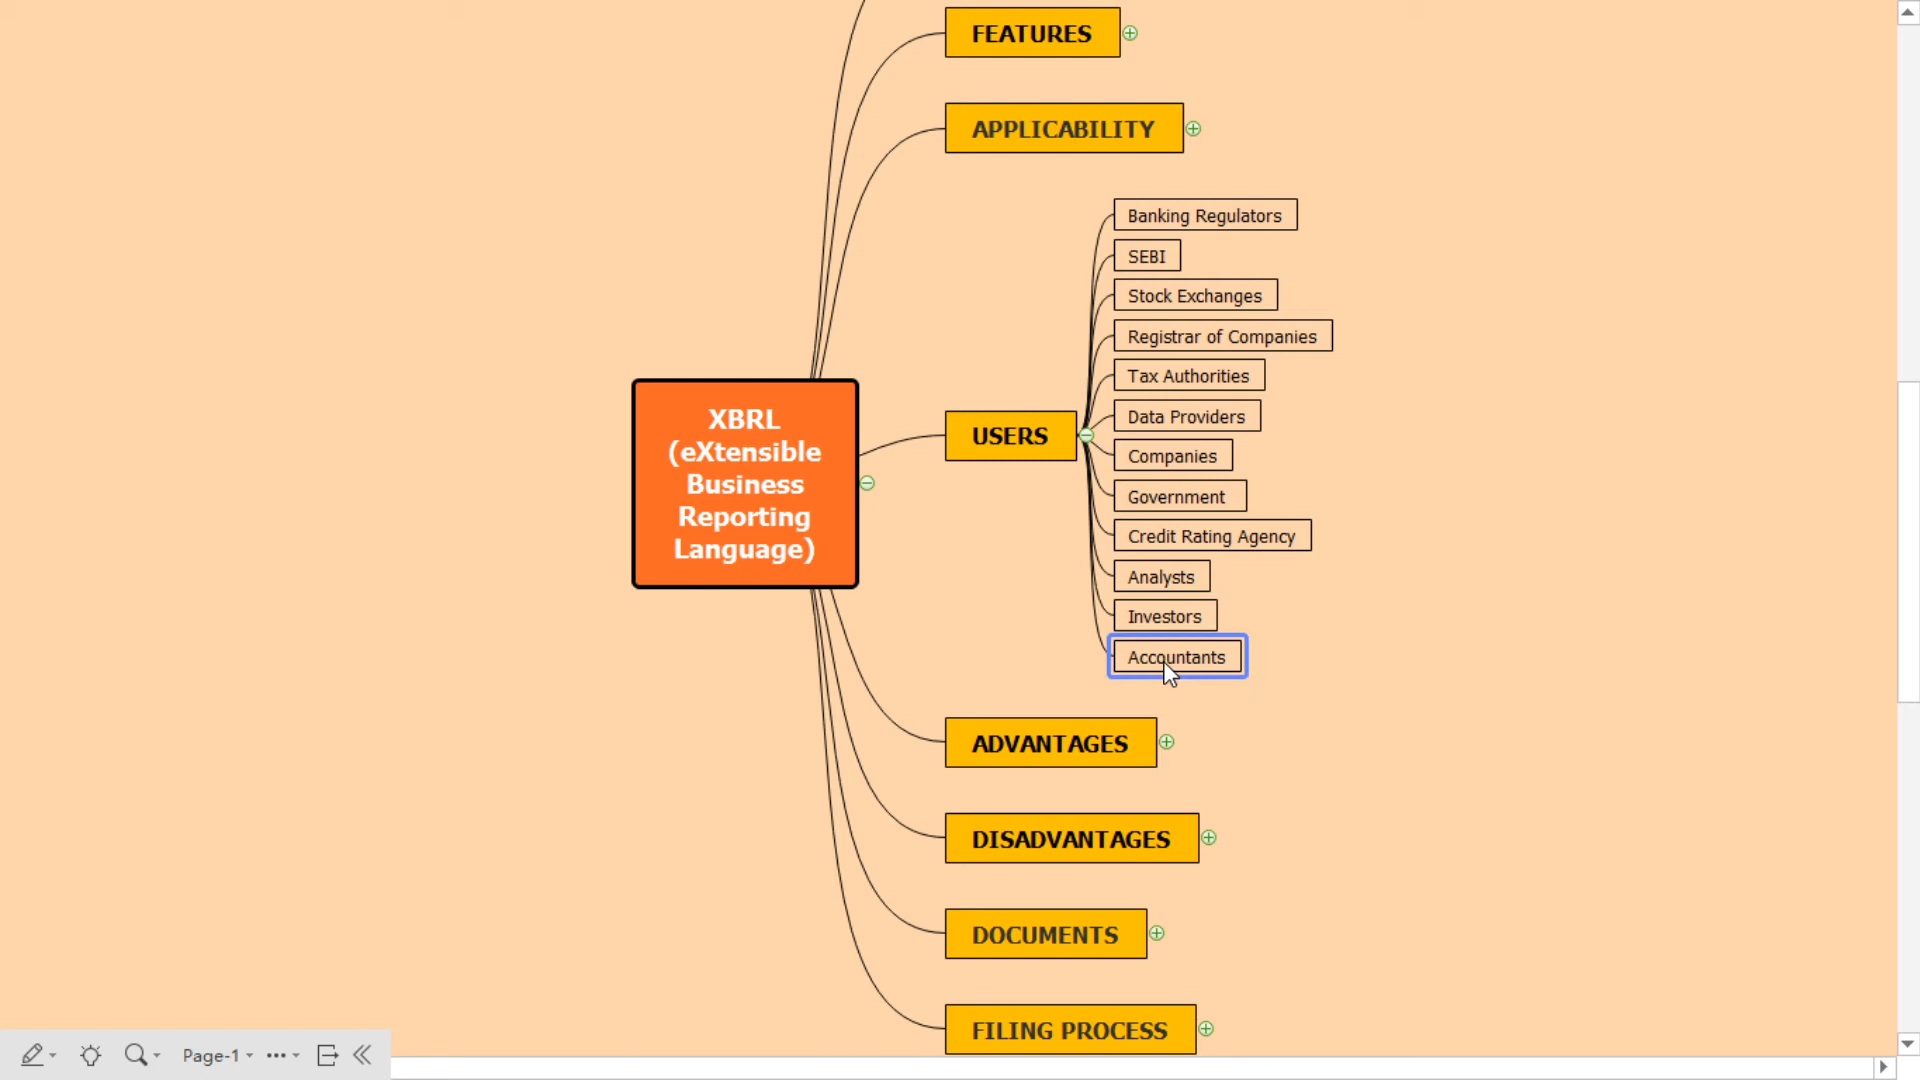 FEATURES
APPLICABILITY
Banking Regulators
SEBI
Stock Exchanges
Registrar of Companies
Tax Authorities
Data Providers
Companies
Government
Credit Rating Agency
Analysts
Investors
Accountants
USERS
XBRL
(eXtensible
Business
Reporting
Language)
ADVANTAGES
DISADVANTAGES
DOCUMENTS
FILING PROCESS
Page-1